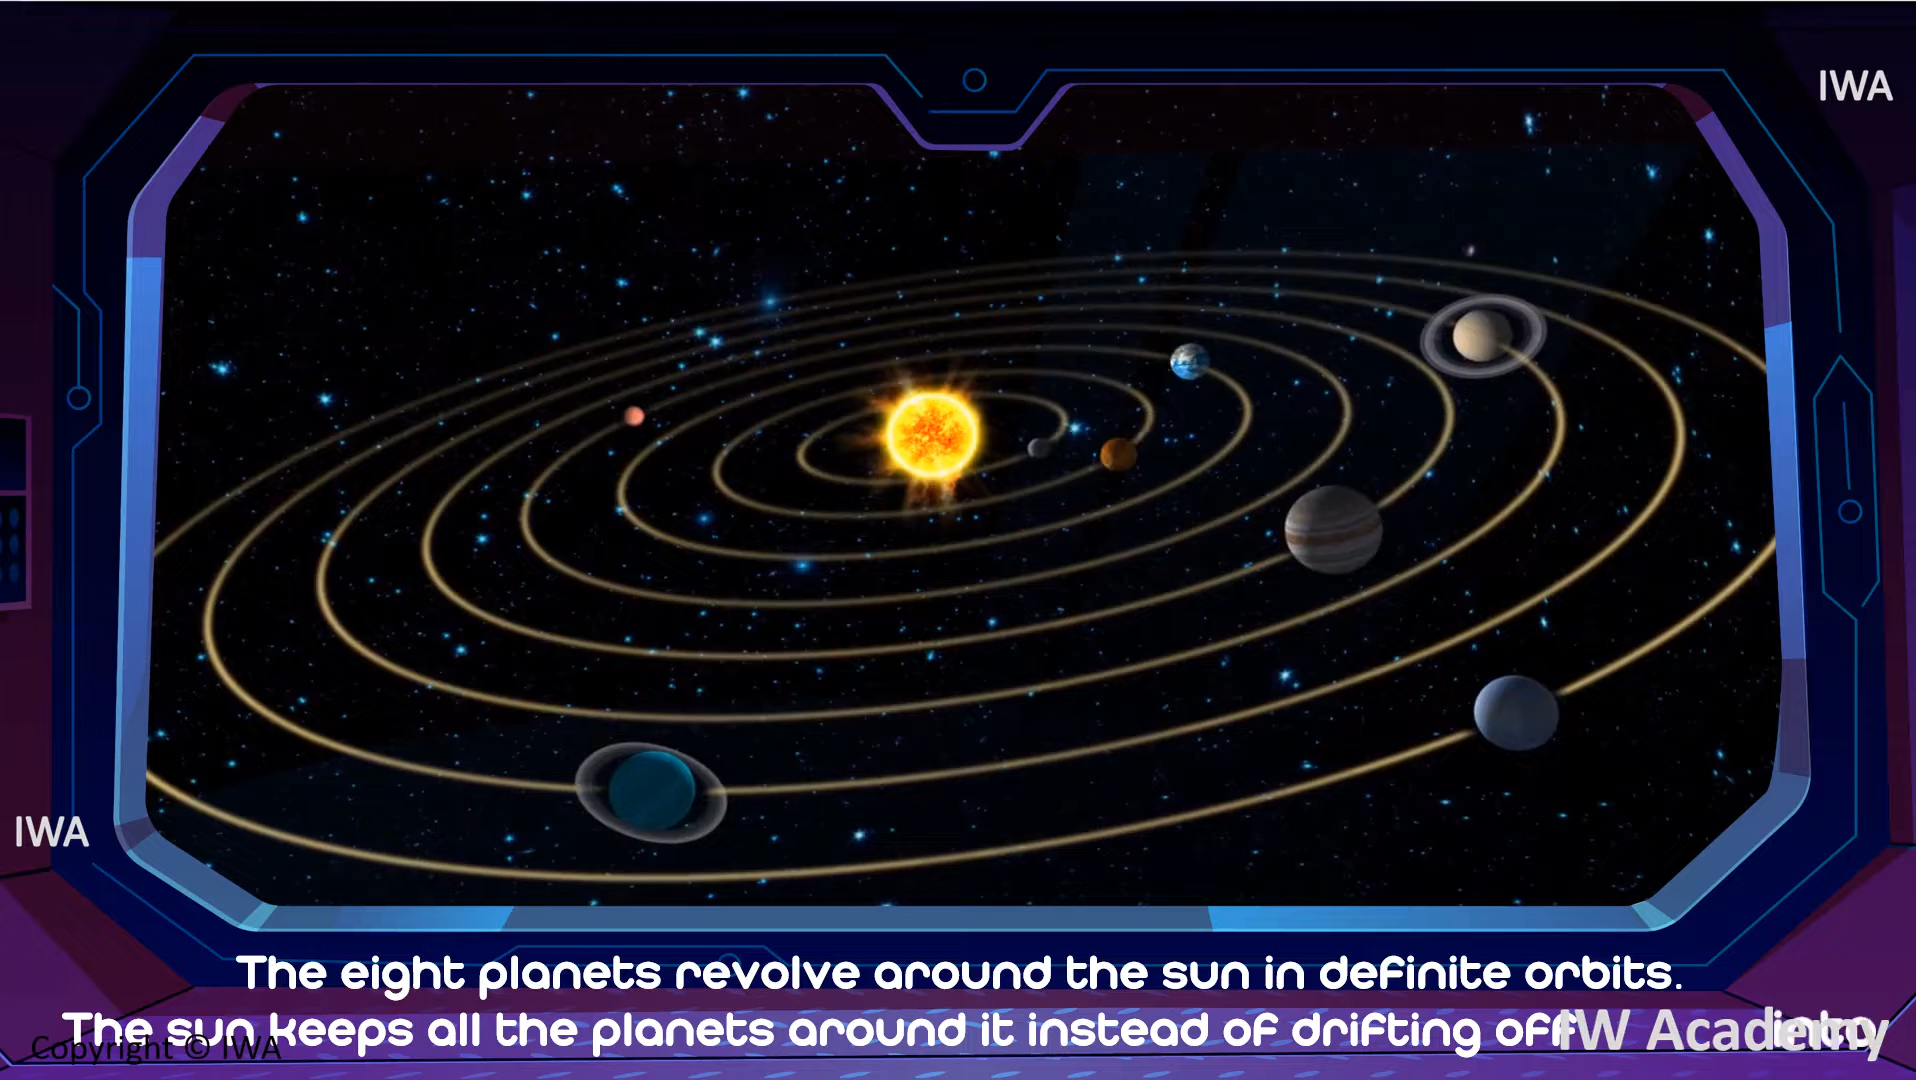 IWA
IWA
The eight planets revolve around the sun in definite orbits.
The sun keeps all the planets around it instead of drifting off into
Copyright © IWA
IW Academy